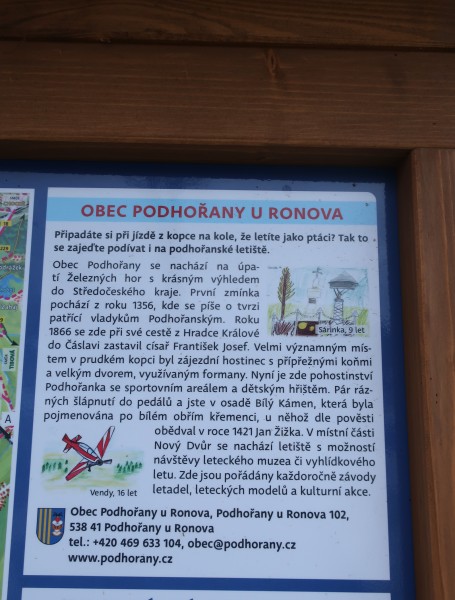 OBEC PODHOŘANY U RONOVA
Připadáte si při jízdě z kopce na kole, že letíte jako ptáci? Tak to
se zajeďte podívat i na podhořanské letiště.
Obec Podhořany se nachází na úpa-
tí Železných hor s krásným výhledem
do Středočeského kraje. První zmínka
pochází z roku 1356, kde se píše o tvrzi
patřící vladykům Podhořanským. Roku
1866 se zde při své cestě z Hradce Králové
do Čáslavi zastavil císař František Josef. Velmi významným mís-
tem v prudkém kopci byl zájezdní hostinec s přípřežnými koňmi
a velkým dvorem, využívaným formany. Nyní je zde pohostinství
Podhořanka se sportovním areálem a dětským hřištěm. Pár ráz-
ných šlápnutí do pedálů a jste v osadě Bílý Kámen, která byla
pojmenována po bílém obřím křemenci, u něhož dle pověsti
obědval v roce 1421 Jan Žižka. V místní části
Nový Dvůr se nachází letiště s možností
návštěvy leteckého muzea či vyhlídkového
letu. Zde jsou pořádány každoročně závody
letadel, leteckých modelů a kulturní akce.
Sárinka, 9 let
Vendy, 16 let
Obec Podhořany u Ronova, Podhořany u Ronova 102,
538 41 Podhořany u Ronova
tel.: +420 469 633 104, obec@podhorany.cz
www.podhorany.cz
A